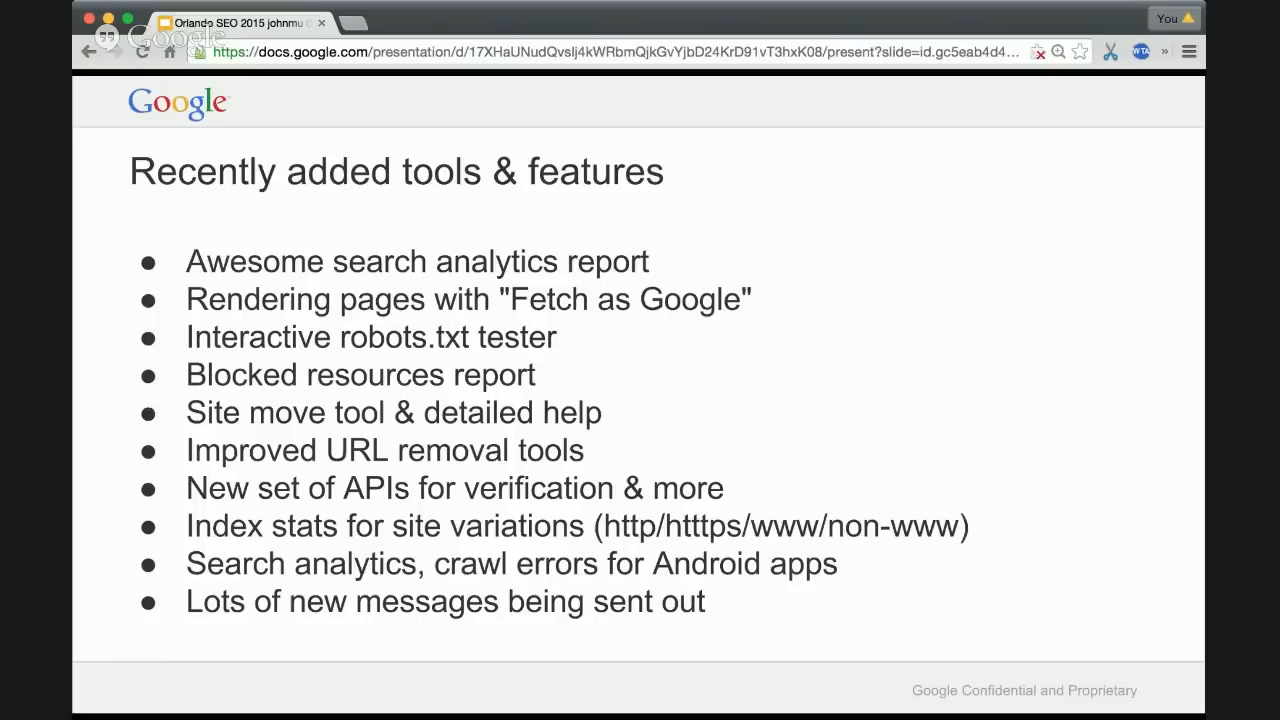 Orlando SEO 2015 johnmu
You
Google
https://docs.google.com/presentation/d/17XHaUNudQvsIj4kWRbmQjkGvYjbD24KrD91vT3hxK08/present?slide=id.gc5eab4d4...
WTA
»
Google
Recently added tools & features
● Awesome search analytics report
● Rendering pages with "Fetch as Google"
● Interactive robots.txt tester
● Blocked resources report
● Site move tool & detailed help
● Improved URL removal tools
● New set of APIs for verification & more
● Index stats for site variations (http/htttps/www/non-www)
● Search analytics, crawl errors for Android apps
● Lots of new messages being sent out
Google Confidential and Proprietary